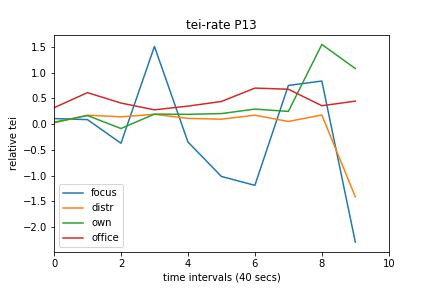 tei-rate P13
relative tei
1.5
1.0
0.5
0.0
−0.5
−1.0
−1.5
−2.0
focus
distr
own
office
0 2 4 6 8 10
time intervals (40 secs)